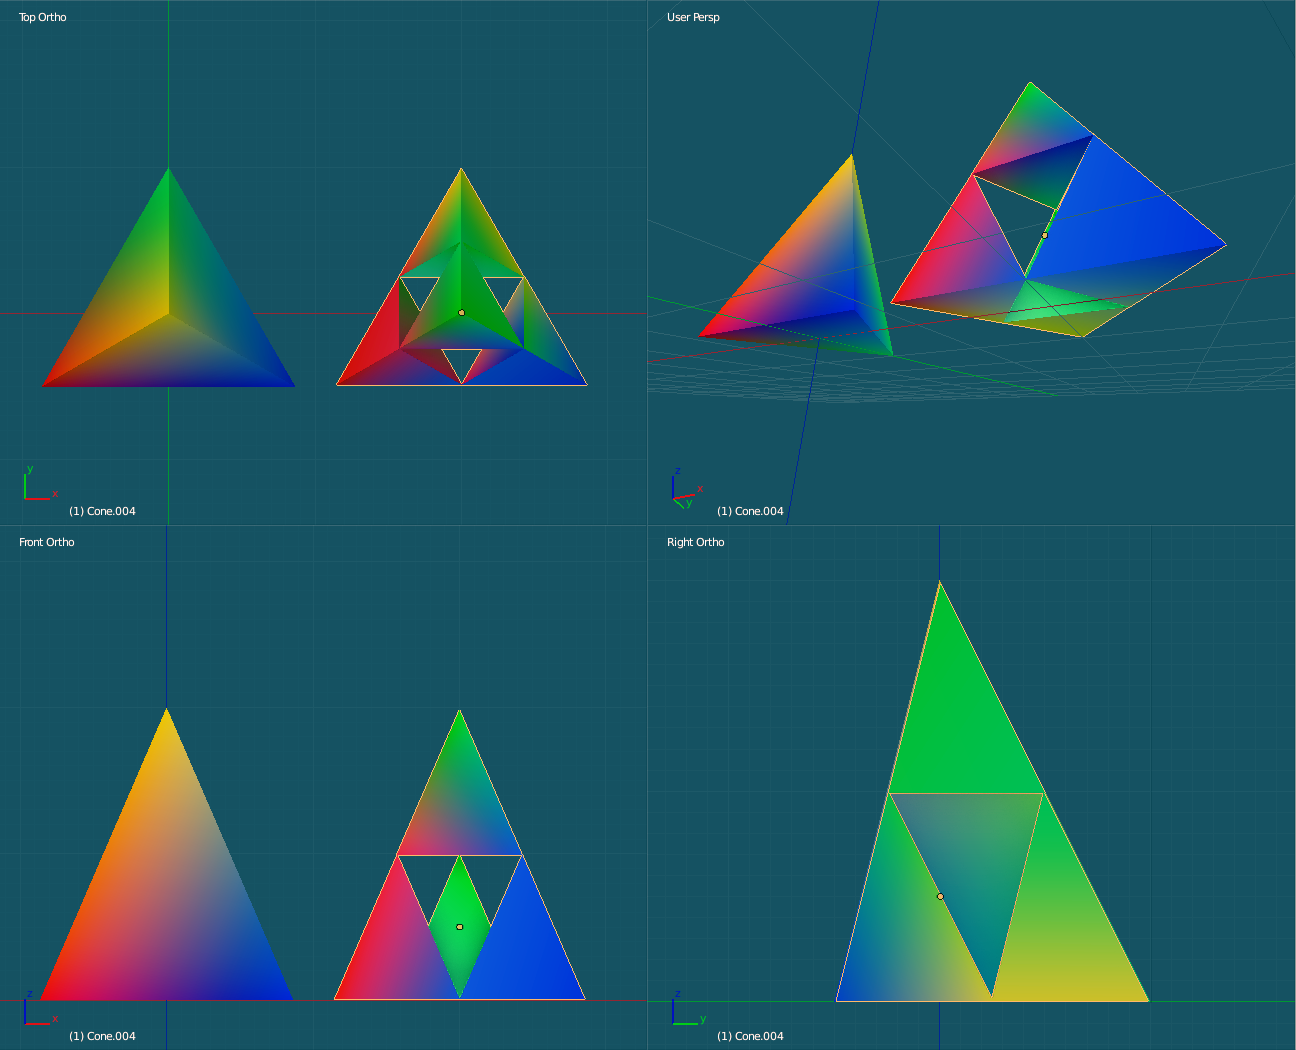 Top Ortho
y
x
(1) Cone.004
User Persp
z
x
y
(1) Cone.004
Front Ortho
z
x
(1) Cone.004
Right Ortho
z
y
(1) Cone.004